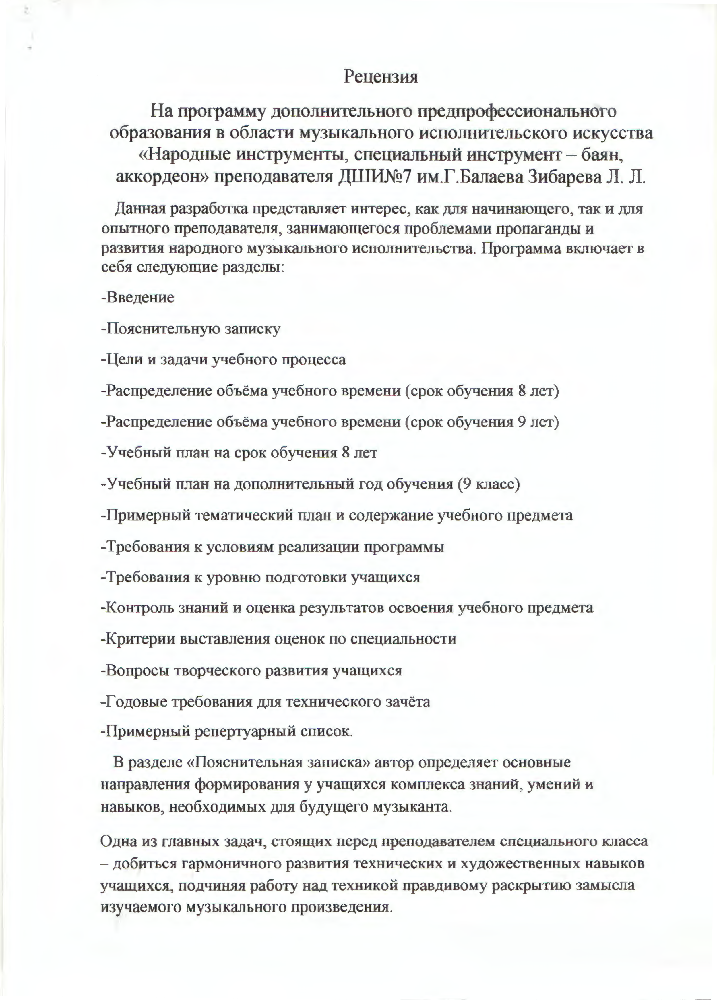 Рецензия
На программу дополнительного предпрофессионального
образования в области музыкального исполнительского искусства
«Народные инструменты, специальный инструмент – баян,
аккордеон» преподавателя ДШИ№7 им.Г.Балаева Зибарева Л. Л.
Данная разработка представляет интерес, как для начинающего, так и для
опытного преподавателя, занимающегося проблемами пропаганды и
развития народного музыкального исполнительства. Программа включает в
себя следующие разделы:
-Введение
-Пояснительную записку
-Цели и задачи учебного процесса
-Распределение объёма учебного времени (срок обучения 8 лет)
-Распределение объёма учебного времени (срок обучения 9 лет)
-Учебный план на срок обучения 8 лет
-Учебный план на дополнительный год обучения (9 класс)
-Примерный тематический план и содержание учебного предмета
-Требования к условиям реализации программы
-Требования к уровню подготовки учащихся
-Контроль знаний и оценка результатов освоения учебного предмета
-Критерии выставления оценок по специальности
-Вопросы творческого развития учащихся
-Годовые требования для технического зачёта
-Примерный репертуарный список.
В разделе «Пояснительная записка» автор определяет основные
направления формирования у учащихся комплекса знаний, умений и
навыков, необходимых для будущего музыканта.
Одна из главных задач, стоящих перед преподавателем специального класса
– добиться гармоничного развития технических и художественных навыков
учащихся, подчиняя работу над техникой правдивому раскрытию замысла
изучаемого музыкального произведения.